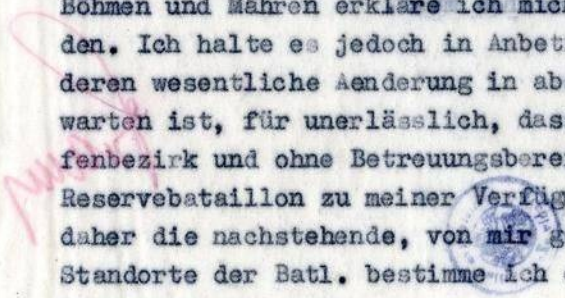 Böhmen und Mähren erkläre ich mich
den. Ich halte es jedoch in Anbet
deren wesentliche Aenderung in ab
warten ist, für unerlässlich, das
fenbezirk und ohne Betreuungsberei
Reservebataillon zu meiner Verfüg
daher die nachstehende, von mir g
Standorte der Batl. bestimme ich